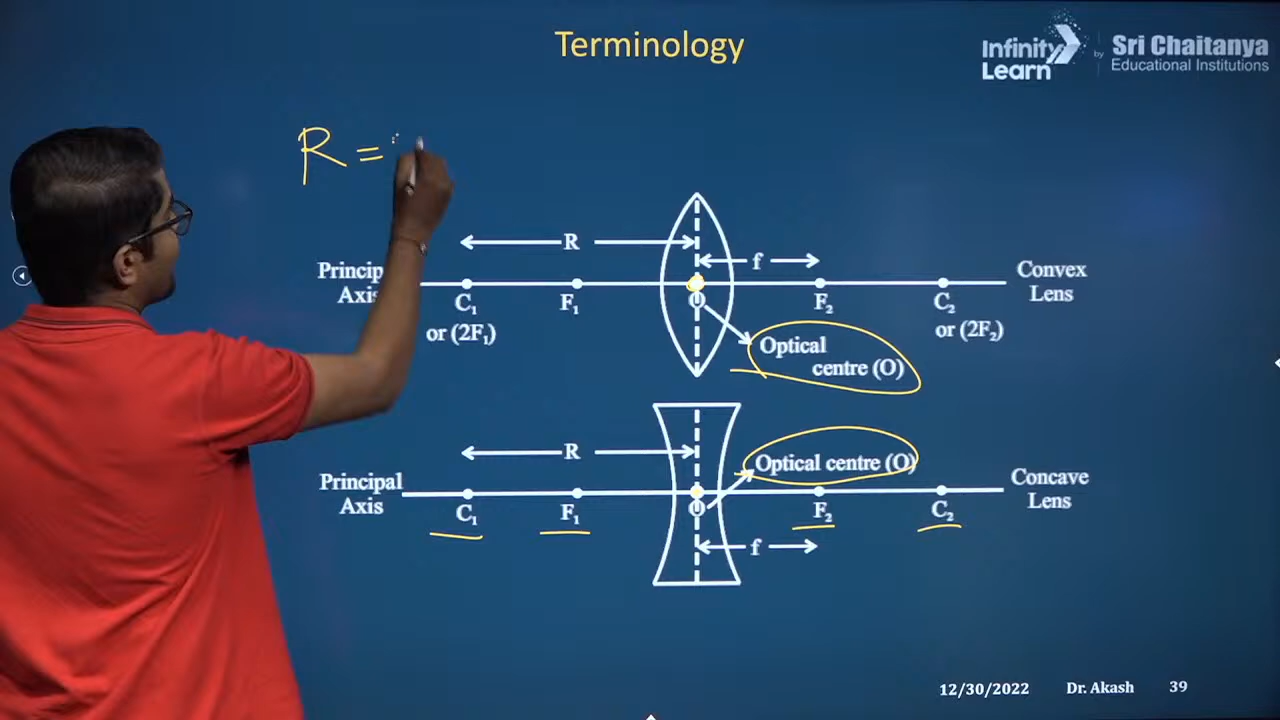 Terminology
Infinity
Learn
by
Sri Chaitanya
Educational Institutions
R =
R
f
Princip
Axis
C₁
or (2F₁)
F₁
O
F₂
C₂
or (2F₂)
Convex
Lens
Optical
centre (O)
R
Optical centre (O)
Principal
Axis
C₁
F₁
O
F₂
C₂
Concave
Lens
f
12/30/2022
Dr. Akash
39